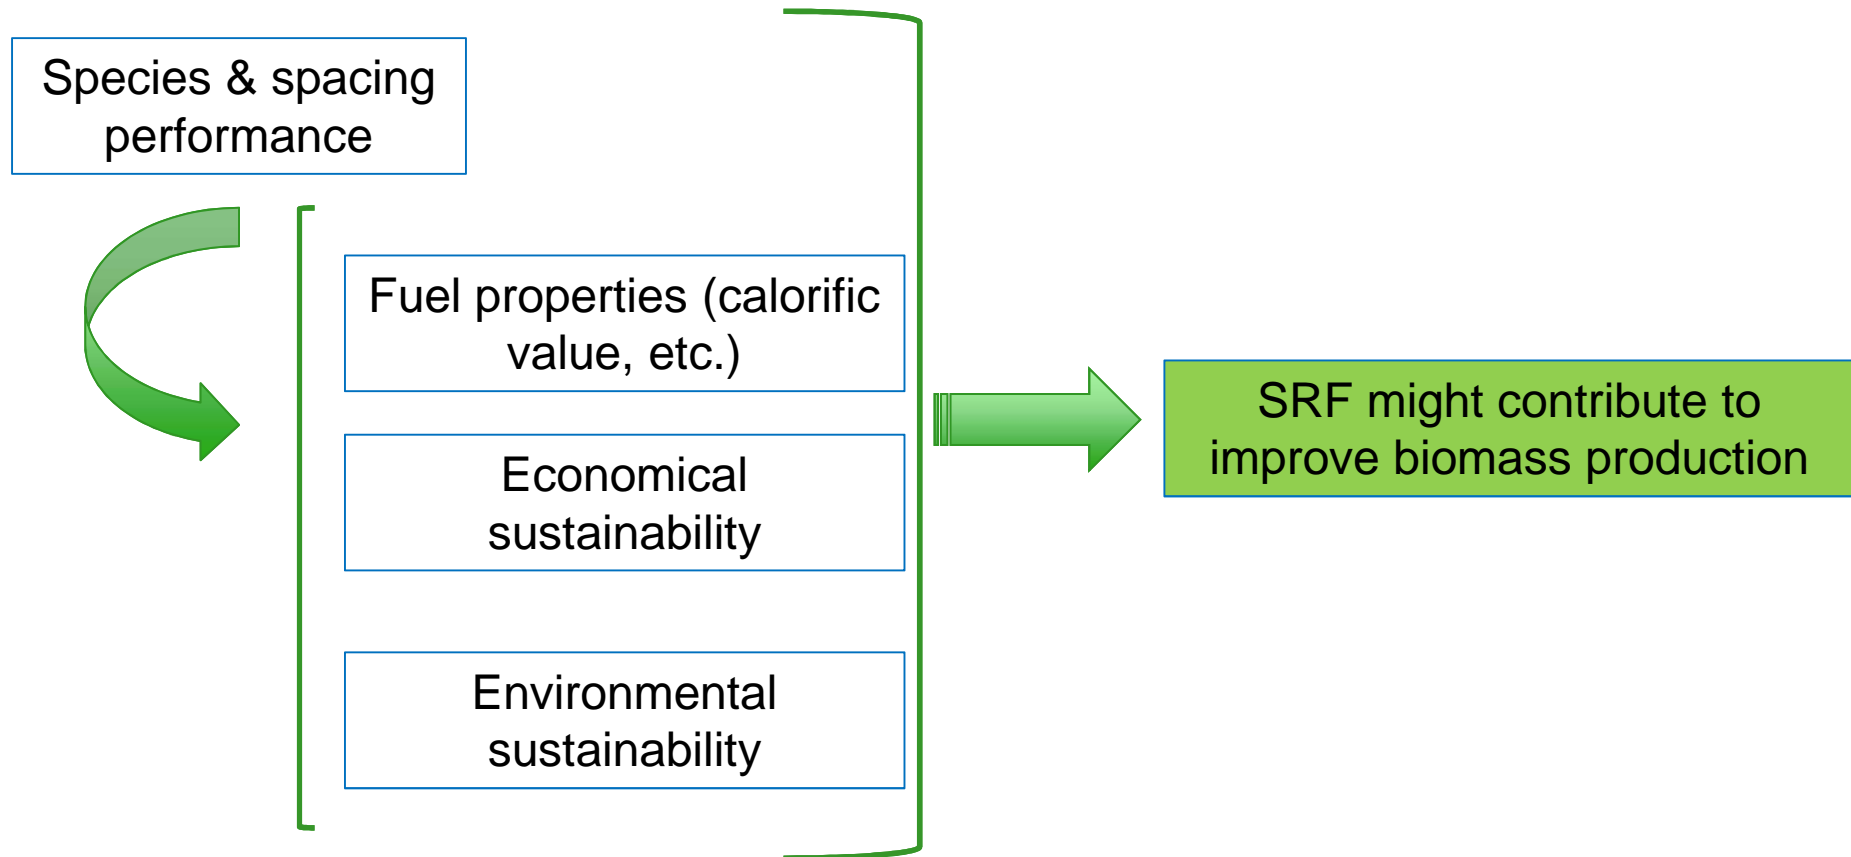 Species & spacing
performance
Fuel properties (calorific
value, etc.)
Economical
sustainability
Environmental
sustainability
SRF might contribute to
improve biomass production